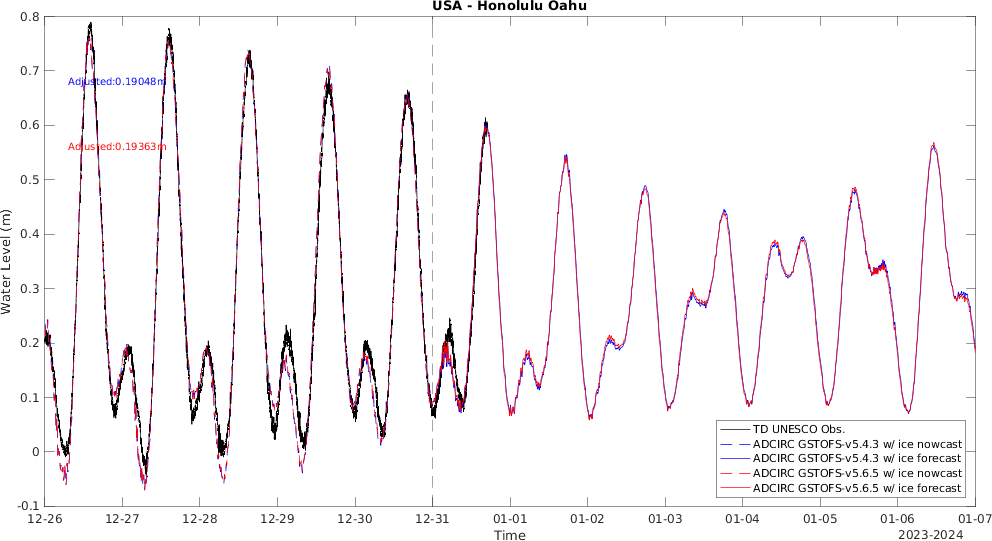 USA - Honolulu Oahu
0.8
0.7
0.6
0.5
0.4
0.3
0.2
0.1
0
-0.1
Water Level (m)
Adjusted:0.19048m
Adjusted:0.19363m
TD UNESCO Obs.
ADCIRC GSTOFS-v5.4.3 w/ ice nowcast
ADCIRC GSTOFS-v5.4.3 w/ ice forecast
ADCIRC GSTOFS-v5.6.5 w/ ice nowcast
ADCIRC GSTOFS-v5.6.5 w/ ice forecast
12-26 12-27 12-28 12-29 12-30 12-31 01-01 01-02 01-03 01-04 01-05 01-06 01-07
Time
2023-2024